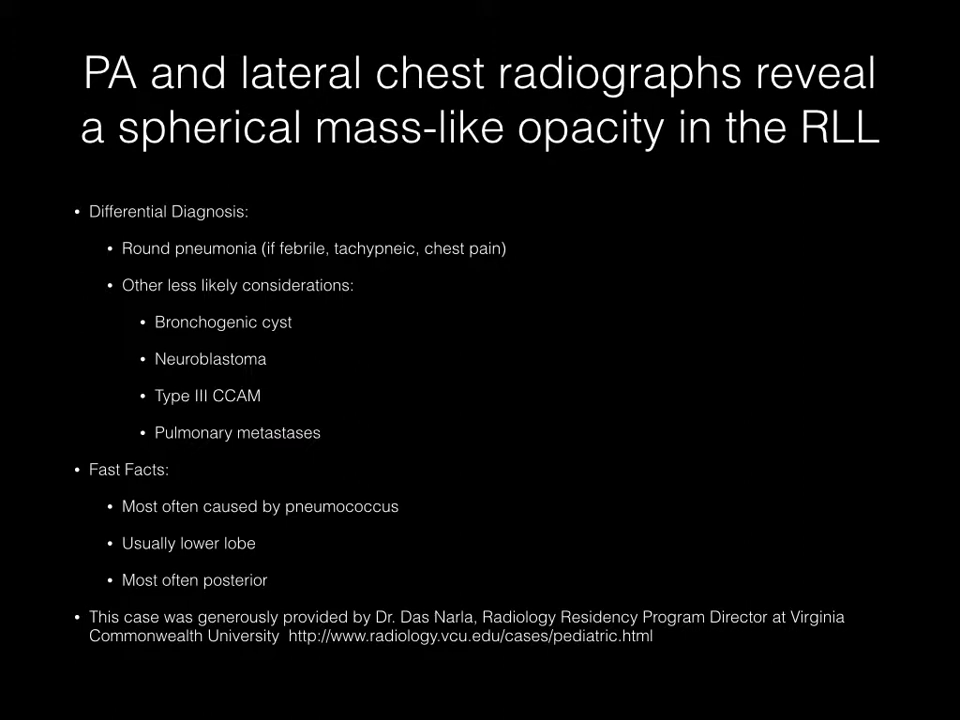 PA and lateral chest radiographs reveal
a spherical mass-like opacity in the RLL
• Differential Diagnosis:
• Round pneumonia (if febrile, tachypneic, chest pain)
• Other less likely considerations:
• Bronchogenic cyst
• Neuroblastoma
• Type III CCAM
• Pulmonary metastases
• Fast Facts:
• Most often caused by pneumococcus
• Usually lower lobe
• Most often posterior
• This case was generously provided by Dr. Das Narla, Radiology Residency Program Director at Virginia
Commonwealth University http://www.radiology.vcu.edu/cases/pediatric.html